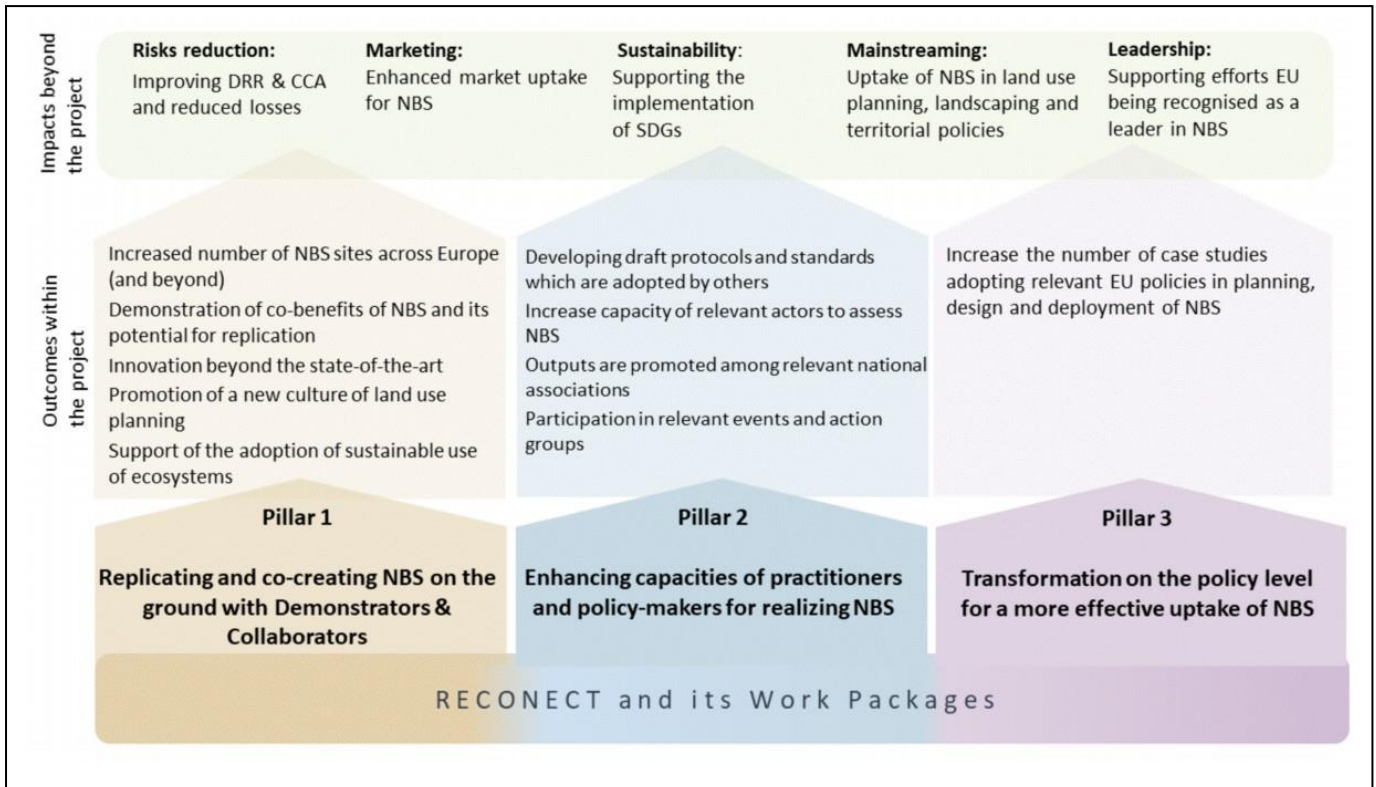 Impacts beyond
the project
Risks reduction:
Improving DRR & CCA
and reduced losses
Marketing:
Enhanced market uptake
for NBS
Sustainability:
Supporting the
implementation
of SDGs
Mainstreaming:
Uptake of NBS in land use
planning, landscaping and
territorial policies
Leadership:
Supporting efforts EU
being recognised as a
leader in NBS
Outcomes within
the project
Increased number of NBS sites across Europe
(and beyond)
Demonstration of co-benefits of NBS and its
potential for replication
Innovation beyond the state-of-the-art
Promotion of a new culture of land use
planning
Support of the adoption of sustainable use
of ecosystems
Developing draft protocols and standards
which are adopted by others
Increase capacity of relevant actors to assess
NBS
Outputs are promoted among relevant national
associations
Participation in relevant events and action
groups
Increase the number of case studies
adopting relevant EU policies in planning,
design and deployment of NBS
Pillar 1
Replicating and co-creating NBS on the
ground with Demonstrators &
Collaborators
Pillar 2
Enhancing capacities of practitioners
and policy-makers for realizing NBS
Pillar 3
Transformation on the policy level
for a more effective uptake of NBS
RECONECT and its Work Packages